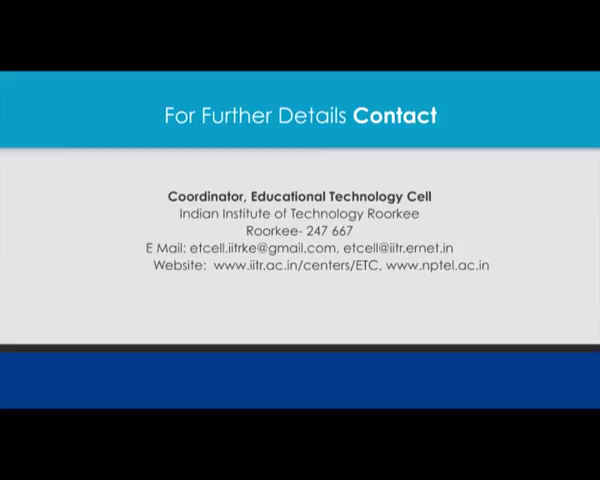 For Further Details Contact
Coordinator, Educational Technology Cell
Indian Institute of Technology Roorkee
Roorkee- 247 667
E Mail: etcell.iitrke@gmail.com, etcell@iitr.ernet.in
Website: www.iitr.ac.in/centers/ETC, www.nptel.ac.in